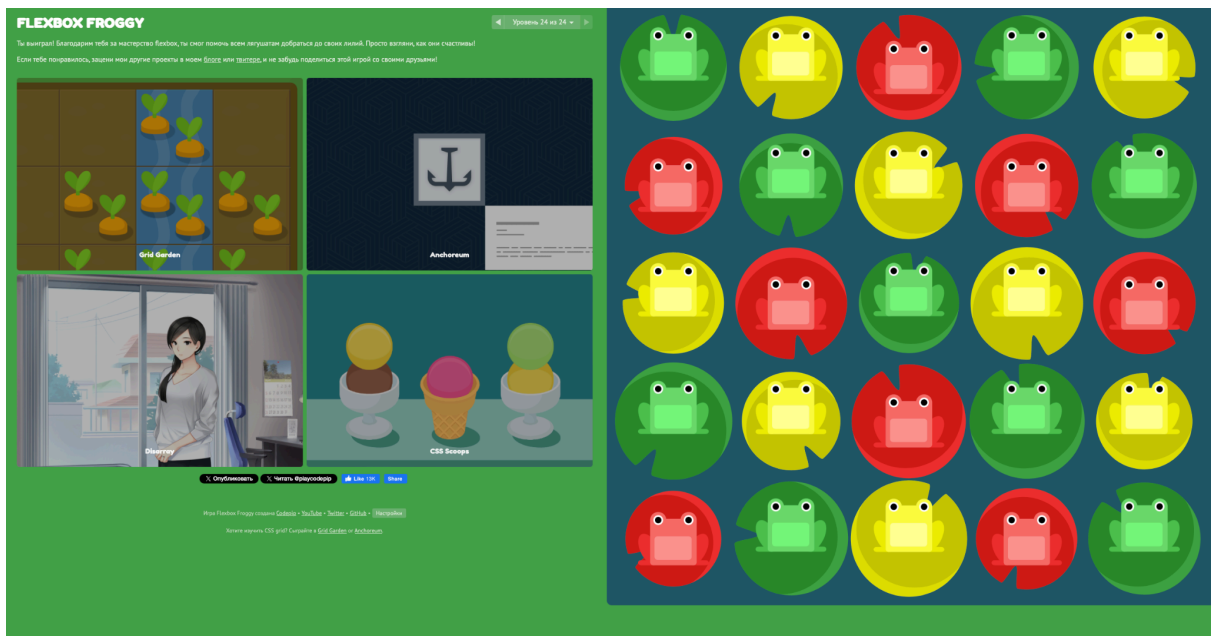 FLEXBOX FROGGY
Уровень 24 из 24
Ты выиграл! Благодарим тебя за мастерство flexbox, ты смог помочь всем лягушатам добраться до своих лилий. Просто взгляни, как они счастливы!
Если тебе понравилось, зацени мои другие проекты в моем блоге или твитере, и не забудь поделиться этой игрой со своими друзьями!
Grid Garden
Anchoreum
Disarray
CSS Scoops
Опубликовать
Читать @playcodepip
Like 13K
Share
Игра Flexbox Froggy создана Codepip • YouTube • Twitter • GitHub • Настройки
Хотите изучить CSS grid? Сыграйте в Grid Garden or Anchoreum